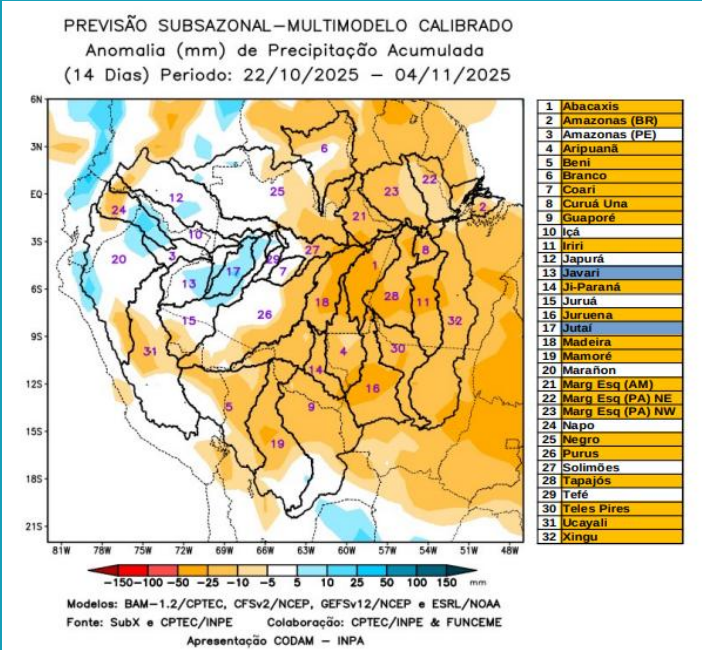 PREVISÃO SUBSAZONAL-MULTIMODELO CALIBRADO
Anomalia (mm) de Precipitação Acumulada
(14 Dias) Periodo: 22/10/2025 - 04/11/2025
6N
3N
EQ
3S
6S
9S
12S
15S
18S
21S
81W 78W 75W 72W 69W 66W 63W 60W 57W 54W 51W 48W
6
22
23
12
25
24
2
21
10
27
8
20
3
29
7
1
13
17
28
11
18
15
26
32
31
4
30
14
16
5
9
19
1 Abacaxis
2 Amazonas (BR)
3 Amazonas (PE)
4 Aripuanã
5 Beni
6 Branco
7 Coari
8 Curuá Una
9 Guaporé
10 Içá
11 Iriri
12 Japurá
13 Javari
14 Ji-Paraná
15 Juruá
16 Juruena
17 Jutaí
18 Madeira
19 Mamoré
20 Marañon
21 Marg Esq (AM)
22 Marg Esq (PA) NE
23 Marg Esq (PA) NW
24 Napo
25 Negro
26 Purus
27 Solimões
28 Tapajós
29 Tefé
30 Teles Pires
31 Ucayali
32 Xingu
-150 -100 -50 -25 -10 -5 5 10 25 50 100 150 mm
Modelos: BAM-1.2/CPTEC, CFSv2/NCEP, GEFSv12/NCEP e ESRL/NOAA
Fonte: SubX e CPTEC/INPE Colaboração: CPTEC/INPE & FUNCEME
Apresentação CODAM - INPA